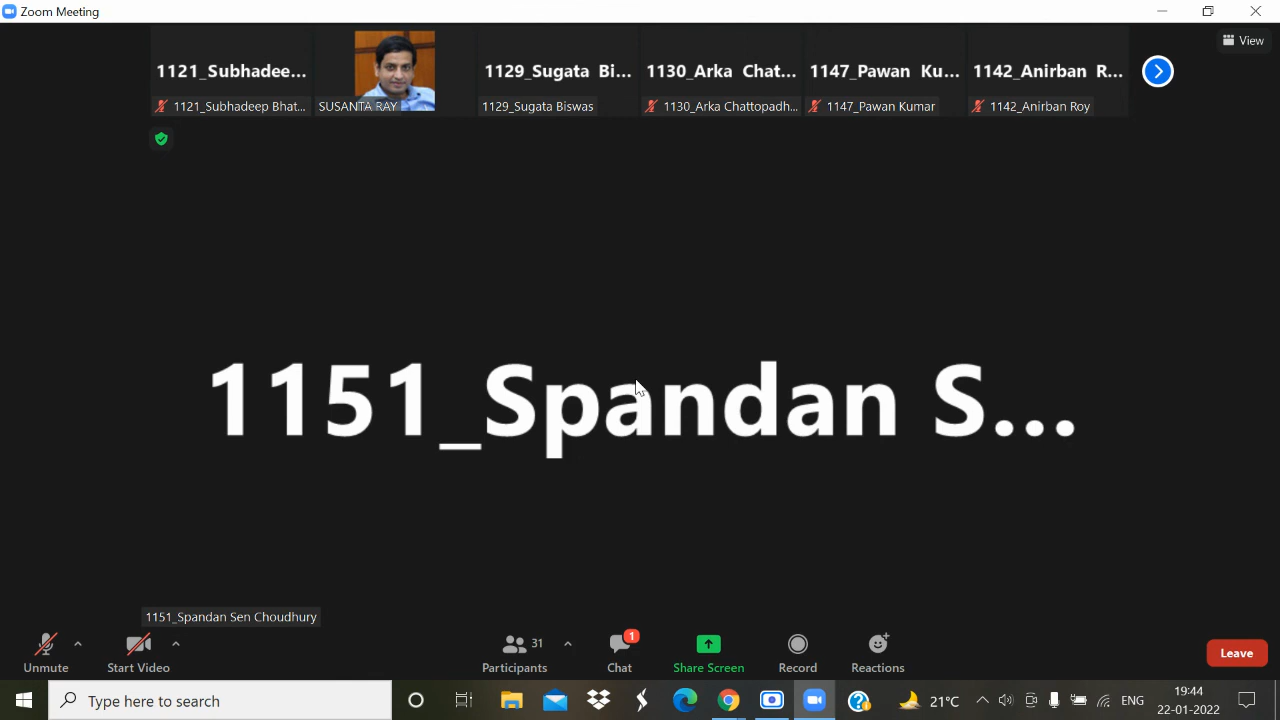 Zoom Meeting
View
1121_Subhadee...
1129_Sugata Bi...
1130_Arka Chat...
1147_Pawan Ku...
1142_Anirban R...
1121_Subhadeep Bhat...
SUSANTA RAY
1129_Sugata Biswas
1130_Arka Chattopadh...
1147_Pawan Kumar
1142_Anirban Roy
1151_Spandan S...
1151_Spandan Sen Choudhury
31
1
Unmute
Start Video
Participants
Chat
Share Screen
Record
Reactions
Leave
Type here to search
21°C
ENG
19:44
22-01-2022